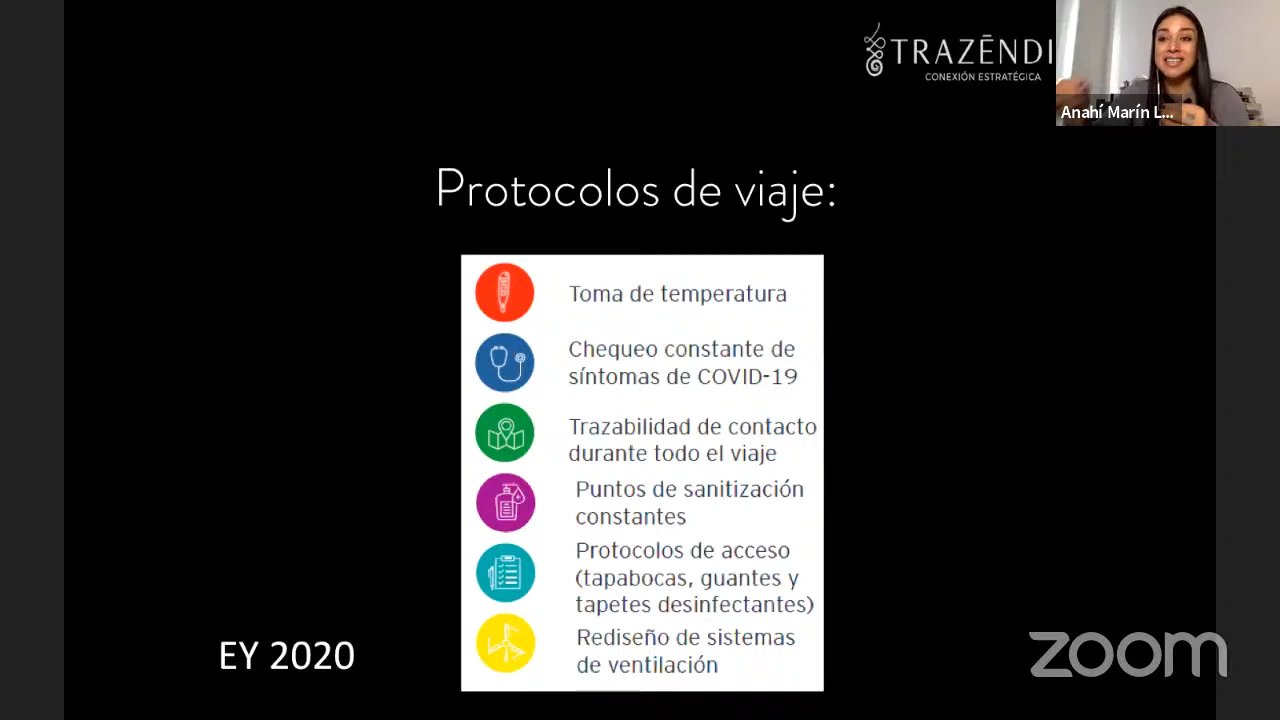 TRAZĒNDI
CONEXIÓN ESTRATÉGICA
Anahí Marín L...
Protocolos de viaje:
Toma de temperatura
Chequeo constante de
síntomas de COVID-19
Trazabilidad de contacto
durante todo el viaje
Puntos de sanitización
constantes
Protocolos de acceso
(tapabocas, guantes y
tapetes desinfectantes)
Rediseño de sistemas
de ventilación
EY 2020
zoom